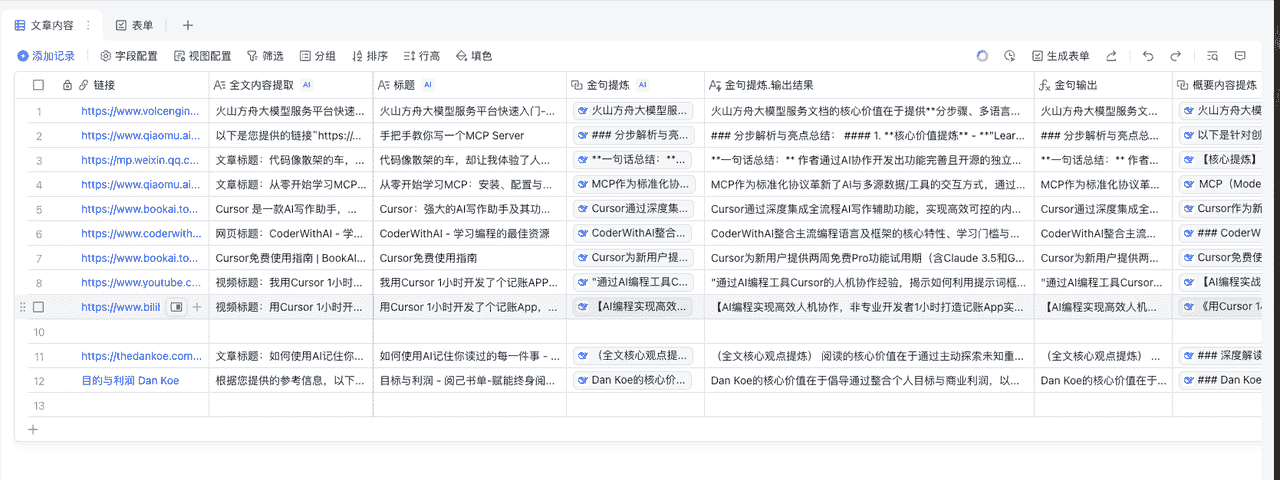 文章内容 表单
添加记录 字段配置 视图配置 筛选 分组 排序 行高 填色 生成表单
链接 全文内容提取 AI 标题 AI 金句提炼 AI 金句提炼.输出结果 金句输出 概要内容提炼
1 https://www.volcengin... 火山方舟大模型服务平台快速... 火山方舟大模型服务平台快速入门-... 火山方舟大模型服... 火山方舟大模型服务文档的核心价值在于提供**分步骤、多语言... 火山方舟大模型服务文... 火山方舟大模
2 https://www.qiaomu.ai... 以下是您提供的链接"https://... 手把手教你写一个MCP Server ### 分步解析与亮... ### 分步解析与亮点总结： #### 1. **核心价值提炼** - **"Lear... ### 分步解析与亮点总... 以下是针对创
3 https://mp.weixin.qq.c... 文章标题：代码像散架的车，... 代码像散架的车，却让我体验了人... **一句话总结：**... **一句话总结：** 作者通过AI协作开发出功能完善且开源的独立... **一句话总结：** 作者... 【核心提炼】
4 https://www.qiaomu.ai... 文章标题：从零开始学习MCP... 从零开始学习MCP：安装、配置与... MCP作为标准化协... MCP作为标准化协议革新了AI与多源数据/工具的交互方式，通过... MCP作为标准化协议革... MCP（Mode
5 https://www.bookai.to... Cursor 是一款AI写作助手，... Cursor：强大的AI写作助手及其功... Cursor通过深度集... Cursor通过深度集成全流程AI写作辅助功能，实现高效可控的内... Cursor通过深度集成全... Cursor作为新
6 https://www.coderwith... 网页标题：CoderWithAI - 学... CoderWithAI - 学习编程的最佳资源 CoderWithAI整合... CoderWithAI整合主流编程语言及框架的核心特性、学习门槛与... CoderWithAI整合主流... ### CoderW
7 https://www.bookai.to... Cursor免费使用指南 | BookAI... Cursor免费使用指南 Cursor为新用户提... Cursor为新用户提供两周免费Pro功能试用期（含Claude 3.5和G... Cursor为新用户提供两... Cursor免费使
8 https://www.youtube.c... 视频标题：我用Cursor 1小时... 我用Cursor 1小时开发了个记账APP... "通过AI编程工具C... "通过AI编程工具Cursor的人机协作经验，揭示如何利用提示词框... "通过AI编程工具Cursor... 【AI编程实战
https://www.bilil 视频标题：用Cursor 1小时开... 用Cursor 1小时开发了个记账APP，... 【AI编程实现高效... 【AI编程实现高效人机协作，非专业开发者1小时打造记账App实... 【AI编程实现高效人机... 《用Cursor 1
10
11 https://thedankoe.com... 文章标题：如何使用AI记住你... 如何使用AI记住你读过的每一件事 - ... （全文核心观点提... （全文核心观点提炼） 阅读的核心价值在于通过主动探索未知重... （全文核心观点提炼） ... ### 深度解读
12 目的与利润 Dan Koe 根据您提供的参考信息，以下... 目标与利润 - 阅己书单-赋能终身阅... Dan Koe的核心价... Dan Koe的核心价值在于倡导通过整合个人目标与商业利润，以... Dan Koe的核心价值在于... ### Dan Koe
13